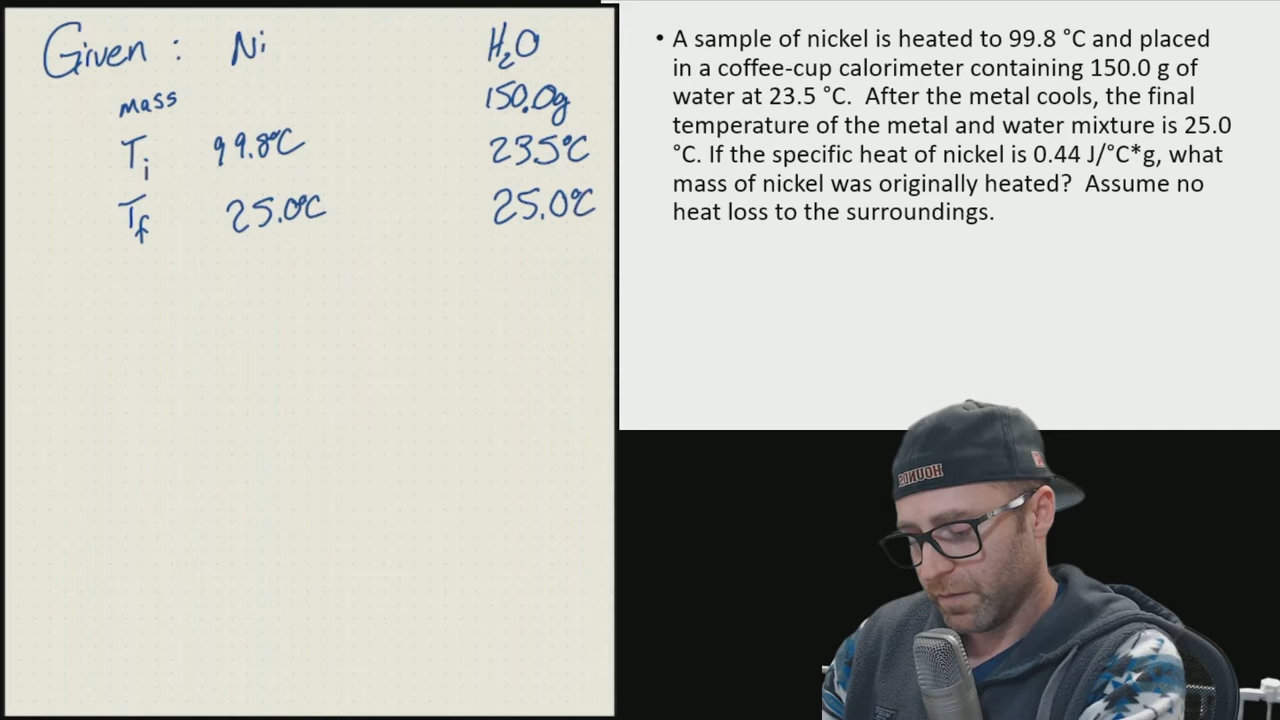 Given : Ni H₂O
mass 150.0g
Ti 99.8°C 23.5°C
Tf 25.0°C 25.0°C
• A sample of nickel is heated to 99.8 °C and placed
in a coffee-cup calorimeter containing 150.0 g of
water at 23.5 °C. After the metal cools, the final
temperature of the metal and water mixture is 25.0
°C. If the specific heat of nickel is 0.44 J/°C*g, what
mass of nickel was originally heated? Assume no
heat loss to the surroundings.
HOUNDS